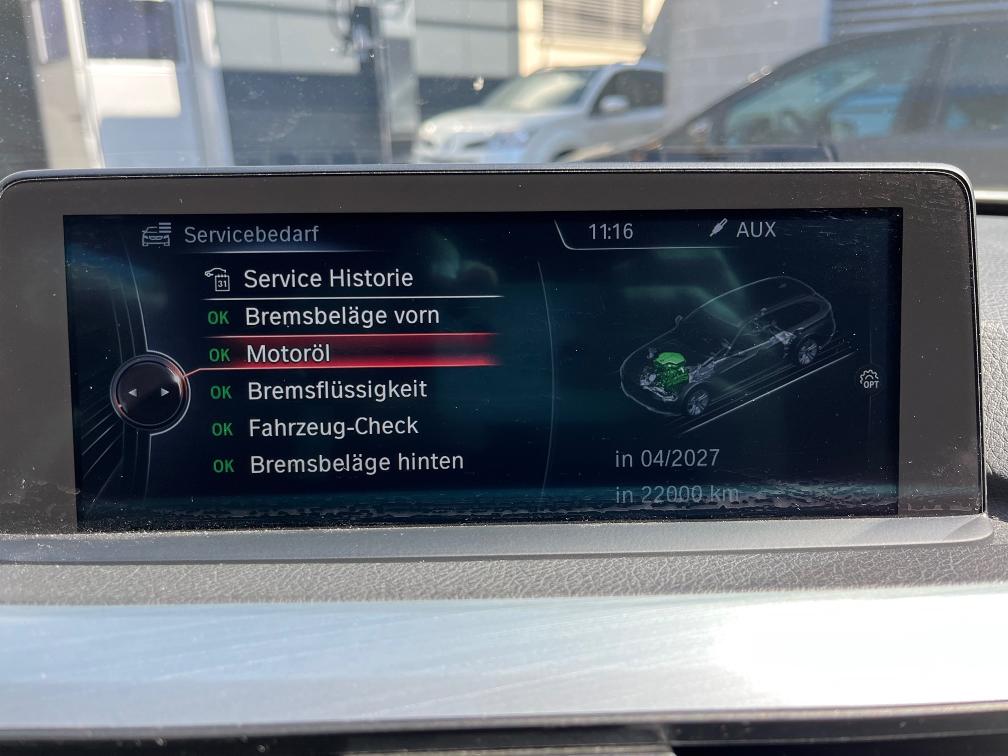 Servicebedarf
11:16
AUX
31
Service Historie
OK Bremsbeläge vorn
OK Motoröl
OK Bremsflüssigkeit
OK Fahrzeug-Check
OK Bremsbeläge hinten
OPT
in 04/2027
in 22000 km